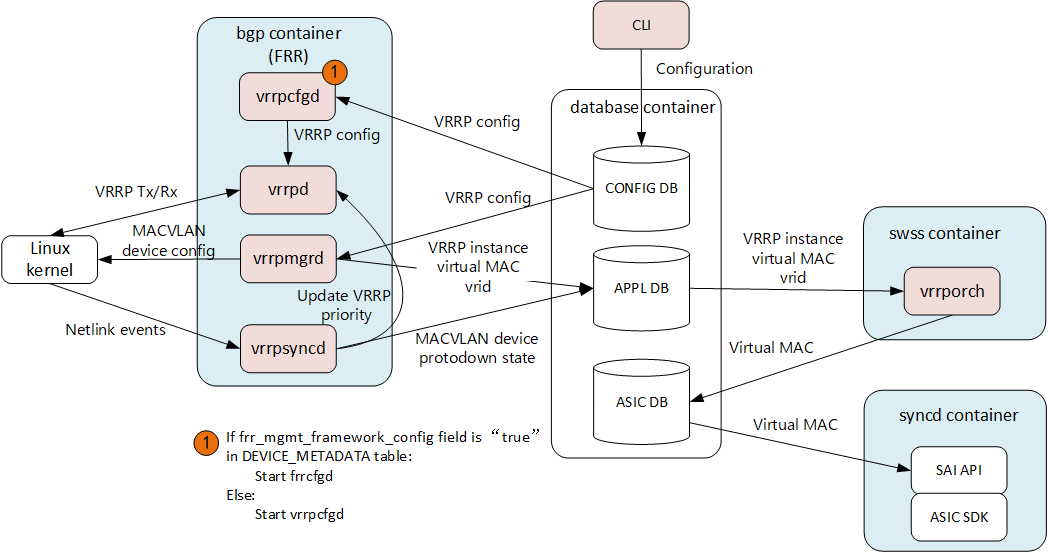 bgp container
(FRR)
CLI
1
Configuration
vrrpcfgd
database container
VRRP config
VRRP config
vrrpd
CONFIG DB
VRRP Tx/Rx
VRRP config
MACVLAN
device config
Linux
kernel
vrrpmgrd
VRRP instance
virtual MAC
vrid
VRRP instance
virtual MAC
vrid
swss container
APPL DB
vrrporch
Update VRRP
priority
Netlink events
vrrpsyncd
MACVLAN device
protodown state
Virtual MAC
ASIC DB
Virtual MAC
syncd container
SAI API
ASIC SDK
1
If frr_mgmt_framework_config field is “true”
in DEVICE_METADATA table:
Start frrcfgd
Else:
Start vrrpcfgd